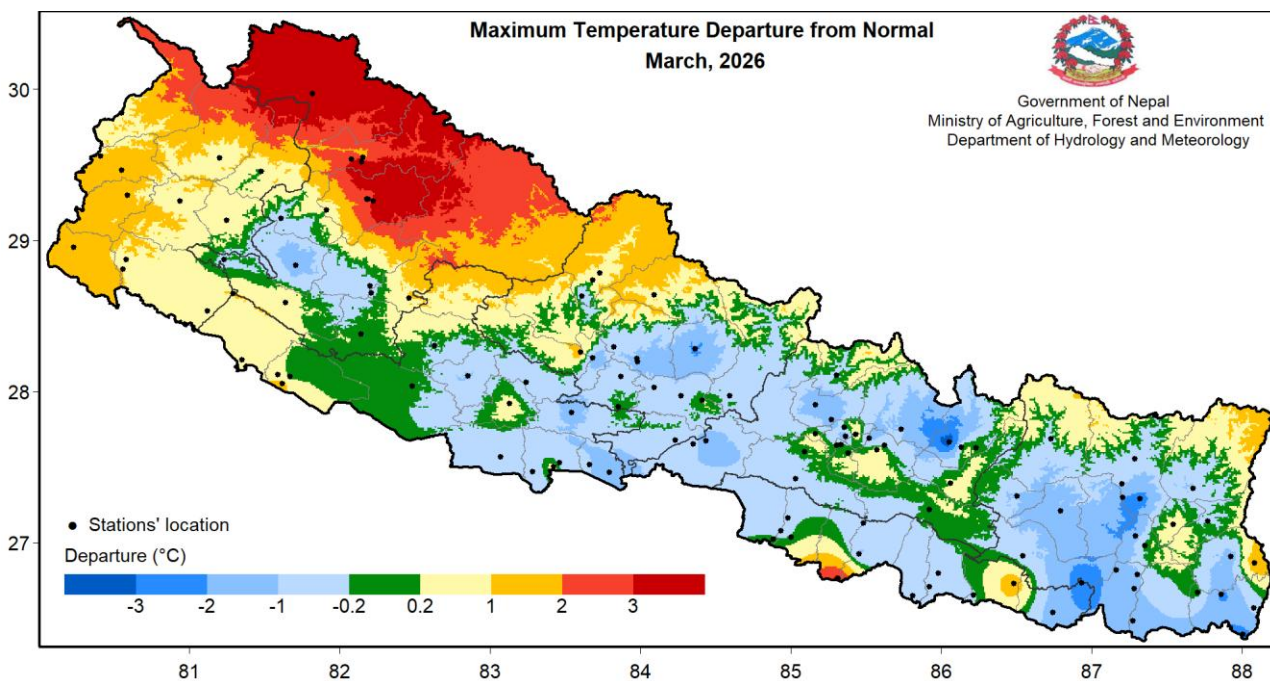 Maximum Temperature Departure from Normal
March, 2026
Government of Nepal
Ministry of Agriculture, Forest and Environment
Department of Hydrology and Meteorology
30
29
28
27
Stations' location
Departure (°C)
-3 -2 -1 -0.2 0.2 1 2 3
81 82 83 84 85 86 87 88